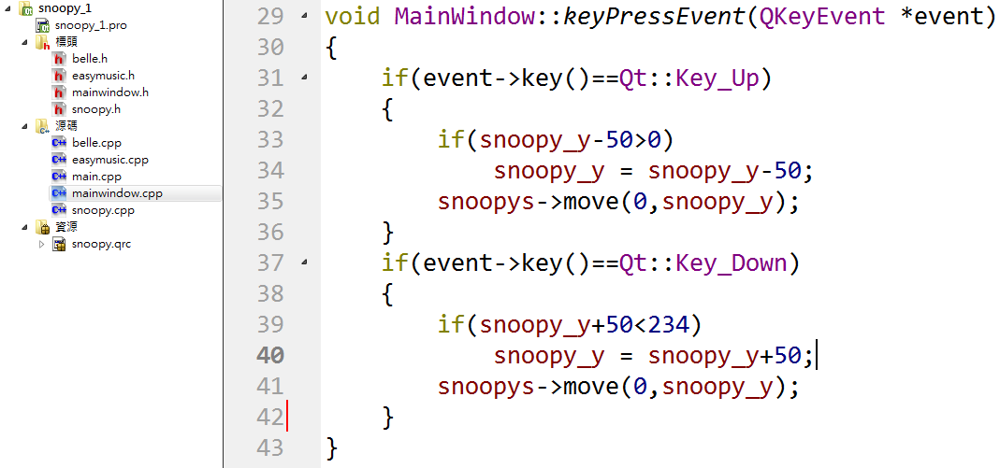 snoopy_1
snoopy_1.pro
標頭
belle.h
easymusic.h
mainwindow.h
snoopy.h
源碼
belle.cpp
easymusic.cpp
main.cpp
mainwindow.cpp
snoopy.cpp
資源
snoopy.qrc
29 void MainWindow::keyPressEvent(QKeyEvent *event)
30 {
31     if(event->key()==Qt::Key_Up)
32     {
33         if(snoopy_y-50>0)
34             snoopy_y = snoopy_y-50;
35         snoopys->move(0,snoopy_y);
36     }
37     if(event->key()==Qt::Key_Down)
38     {
39         if(snoopy_y+50<234)
40             snoopy_y = snoopy_y+50;
41         snoopys->move(0,snoopy_y);
42     }
43 }